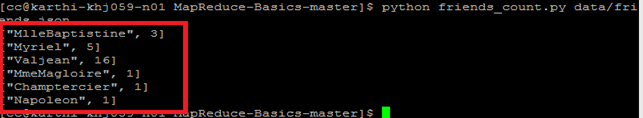 [cc@karthi-khj059-n01 MapReduce-Basics-master]$ python friends_count.py data/fri
ends.json
["MlleBaptistine", 3]
["Myriel", 5]
["Valjean", 16]
["MmeMagloire", 1]
["Champtercier", 1]
["Napoleon", 1]
[cc@karthi-khj059-n01 MapReduce-Basics-master]$